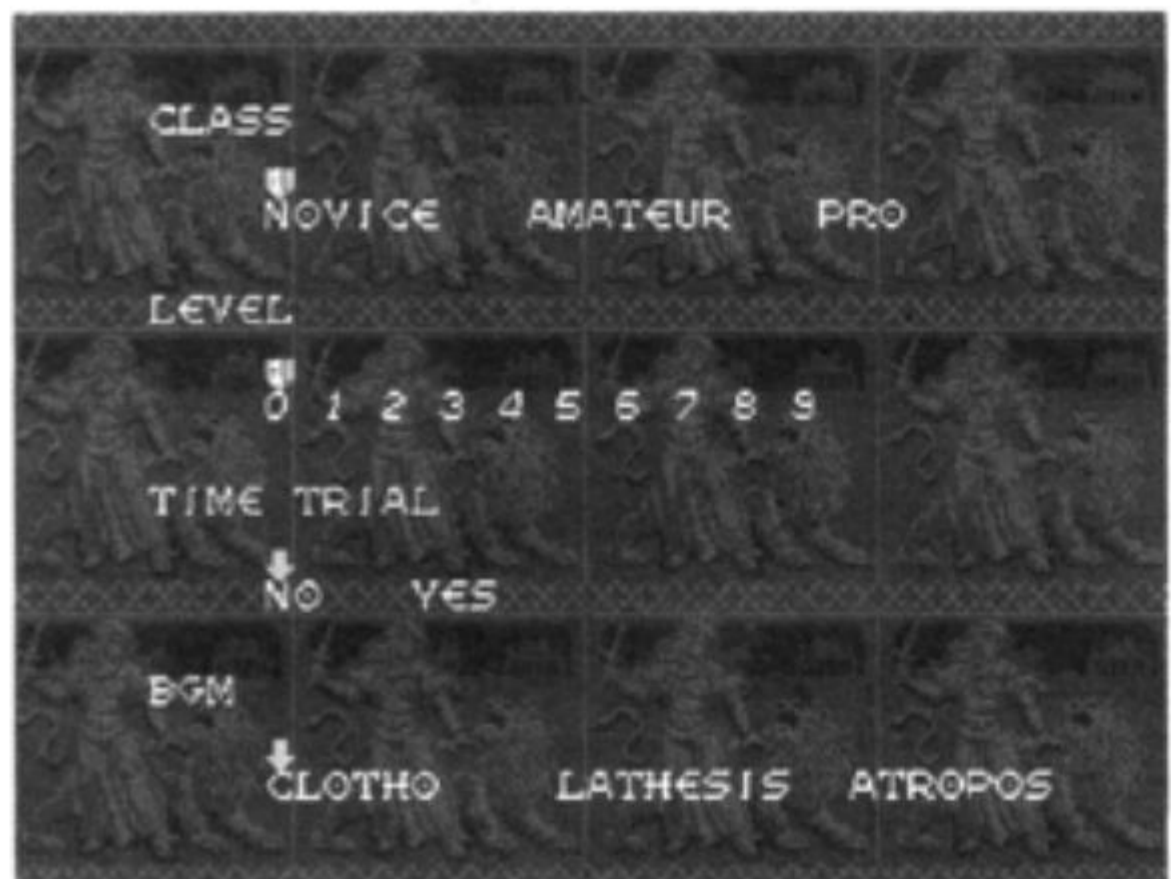 CLASS
NOVICE AMATEUR PRO
LEVEL
0 1 2 3 4 5 6 7 8 9
TIME TRIAL
NO YES
BGM
CLOTHO LATHESIS ATROPOS